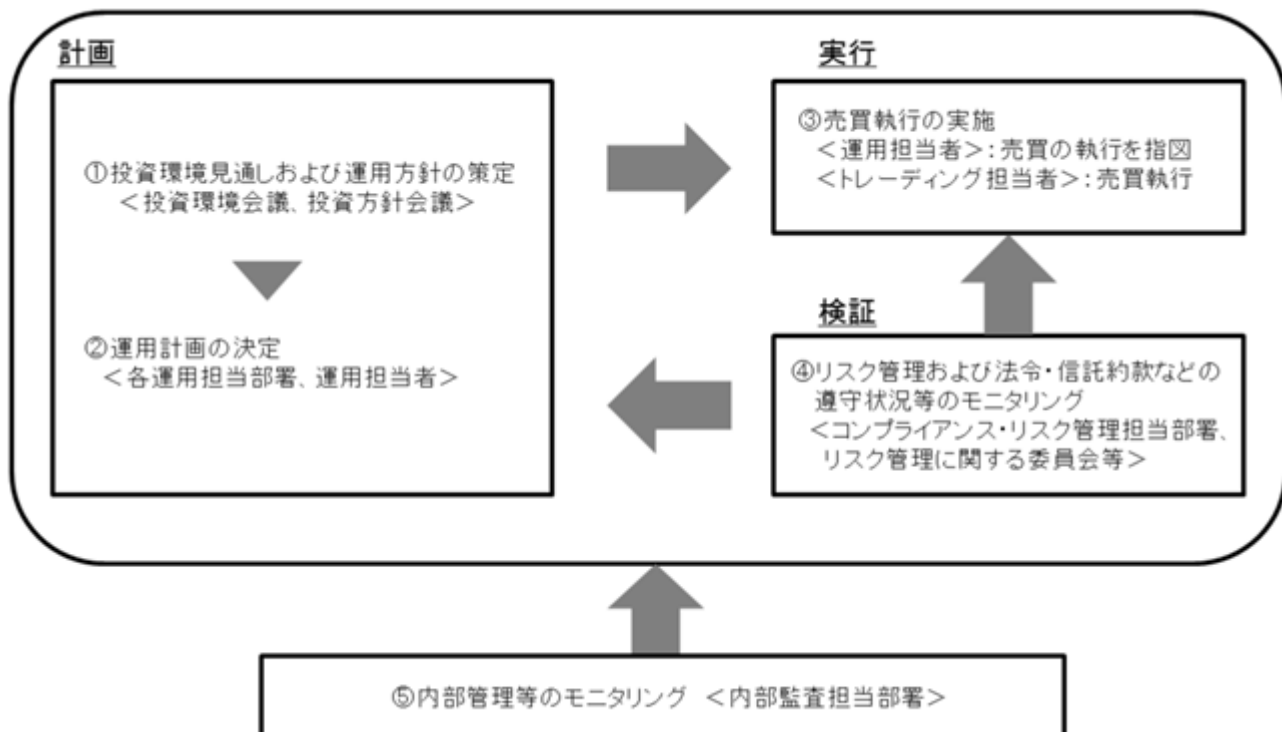 計画
①投資環境見通しおよび運用方針の策定
＜投資環境会議、投資方針会議＞
②運用計画の決定
＜各運用担当部署、運用担当者＞
実行
③売買執行の実施
＜運用担当者＞：売買の執行を指図
＜トレーディング担当者＞：売買執行
検証
④リスク管理および法令・信託約款などの
遵守状況等のモニタリング
＜コンプライアンス・リスク管理担当部署、
リスク管理に関する委員会等＞
⑤内部管理等のモニタリング ＜内部監査担当部署＞